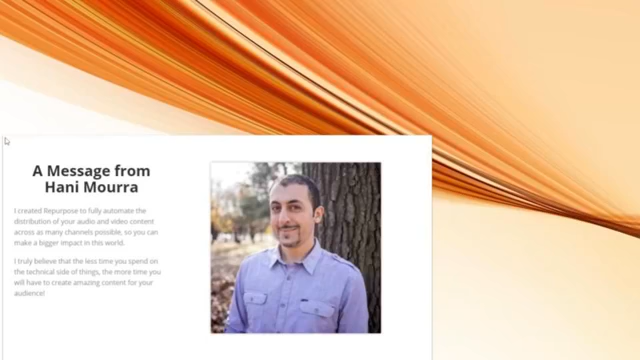 A Message from
Hani Mourra
I created Repurpose to fully automate the
distribution of your audio and video content
across as many channels possible, so you can
make a bigger impact in this world.
I truly believe that the less time you spend on
the technical side of things, the more time you
will have to create amazing content for your
audience!